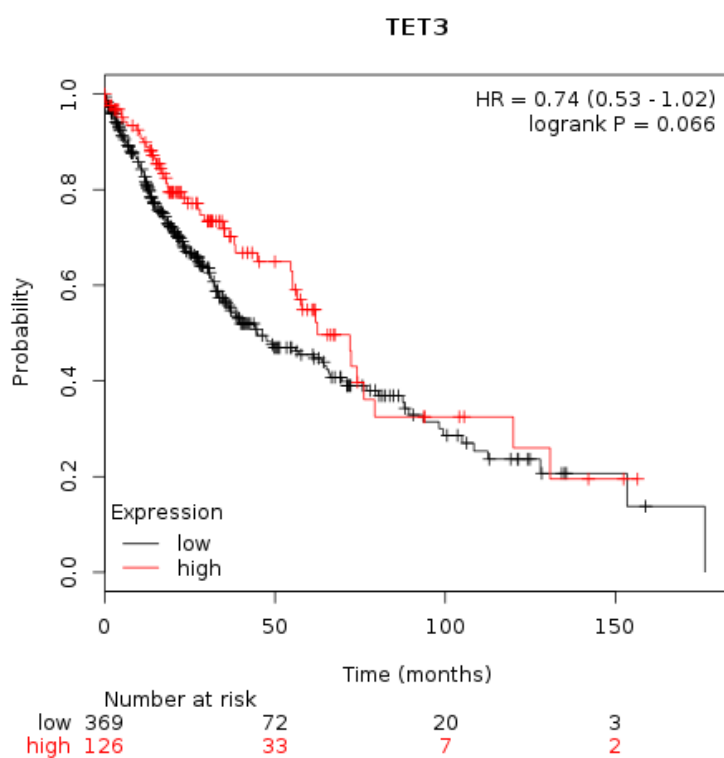 TET3
HR = 0.74 (0.53 - 1.02)
logrank P = 0.066
Probability
1.0
0.8
0.6
0.4
0.2
0.0
Expression
low
high
0 50 100 150
Time (months)
Number at risk
low 369 72 20 3
high 126 33 7 2